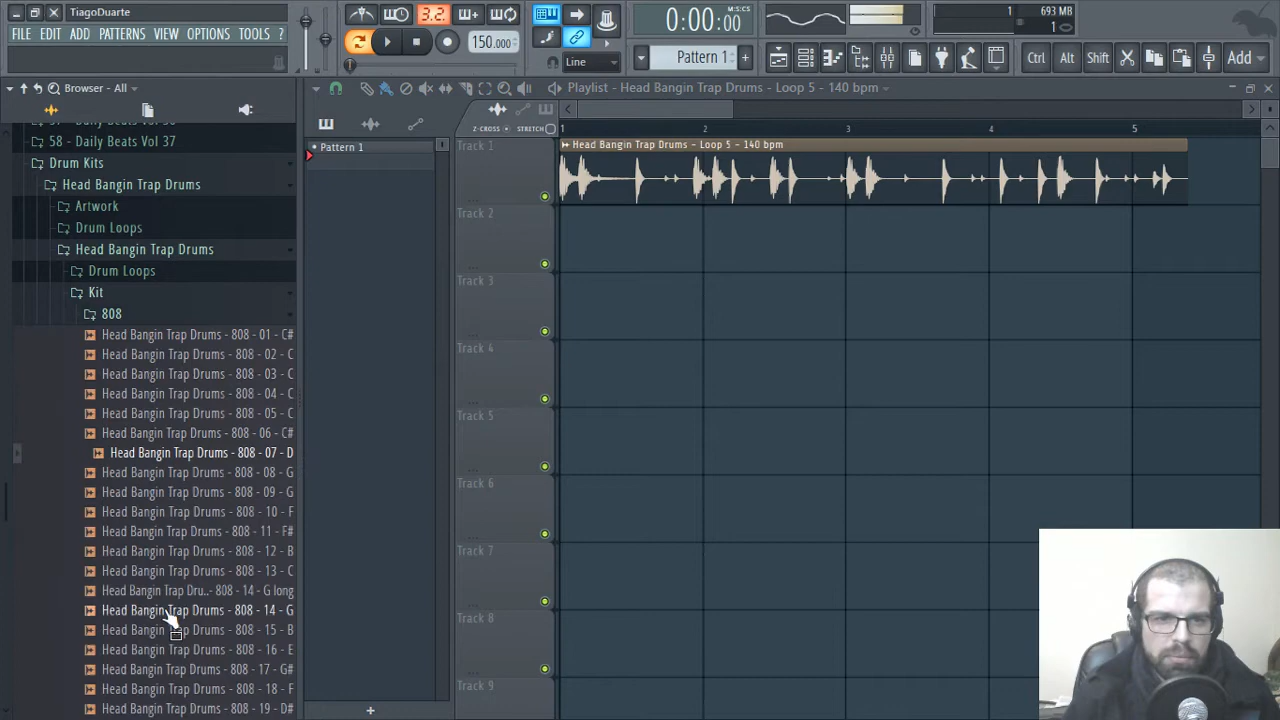 TiagoDuarte
FILE EDIT ADD PATTERNS VIEW OPTIONS TOOLS ?
3.2.
150.000
Line
0:00:00
M:S:CS
Pattern 1
1
693 MB
1
Ctrl Alt Shift Add
Browser - All
58 - Daily Beats Vol 37
Drum Kits
Head Bangin Trap Drums
Artwork
Drum Loops
Head Bangin Trap Drums
Drum Loops
Kit
808
Head Bangin Trap Drums - 808 - 01 - C#
Head Bangin Trap Drums - 808 - 02 - C
Head Bangin Trap Drums - 808 - 03 - C
Head Bangin Trap Drums - 808 - 04 - C
Head Bangin Trap Drums - 808 - 05 - C
Head Bangin Trap Drums - 808 - 06 - C#
Head Bangin Trap Drums - 808 - 07 - D
Head Bangin Trap Drums - 808 - 08 - G
Head Bangin Trap Drums - 808 - 09 - G
Head Bangin Trap Drums - 808 - 10 - F
Head Bangin Trap Drums - 808 - 11 - F#
Head Bangin Trap Drums - 808 - 12 - B
Head Bangin Trap Drums - 808 - 13 - C
Head Bangin Trap Dru..- 808 - 14 - G long
Head Bangin Trap Drums - 808 - 14 - G
Head Bangin Trap Drums - 808 - 15 - B
Head Bangin Trap Drums - 808 - 16 - E
Head Bangin Trap Drums - 808 - 17 - G#
Head Bangin Trap Drums - 808 - 18 - F
Head Bangin Trap Drums - 808 - 19 - D#
Pattern 1
Playlist - Head Bangin Trap Drums - Loop 5 - 140 bpm
Z-CROSS STRETCH
1 2 3 4 5
Head Bangin Trap Drums - Loop 5 - 140 bpm
Track 1
Track 2
Track 3
Track 4
Track 5
Track 6
Track 7
Track 8
Track 9